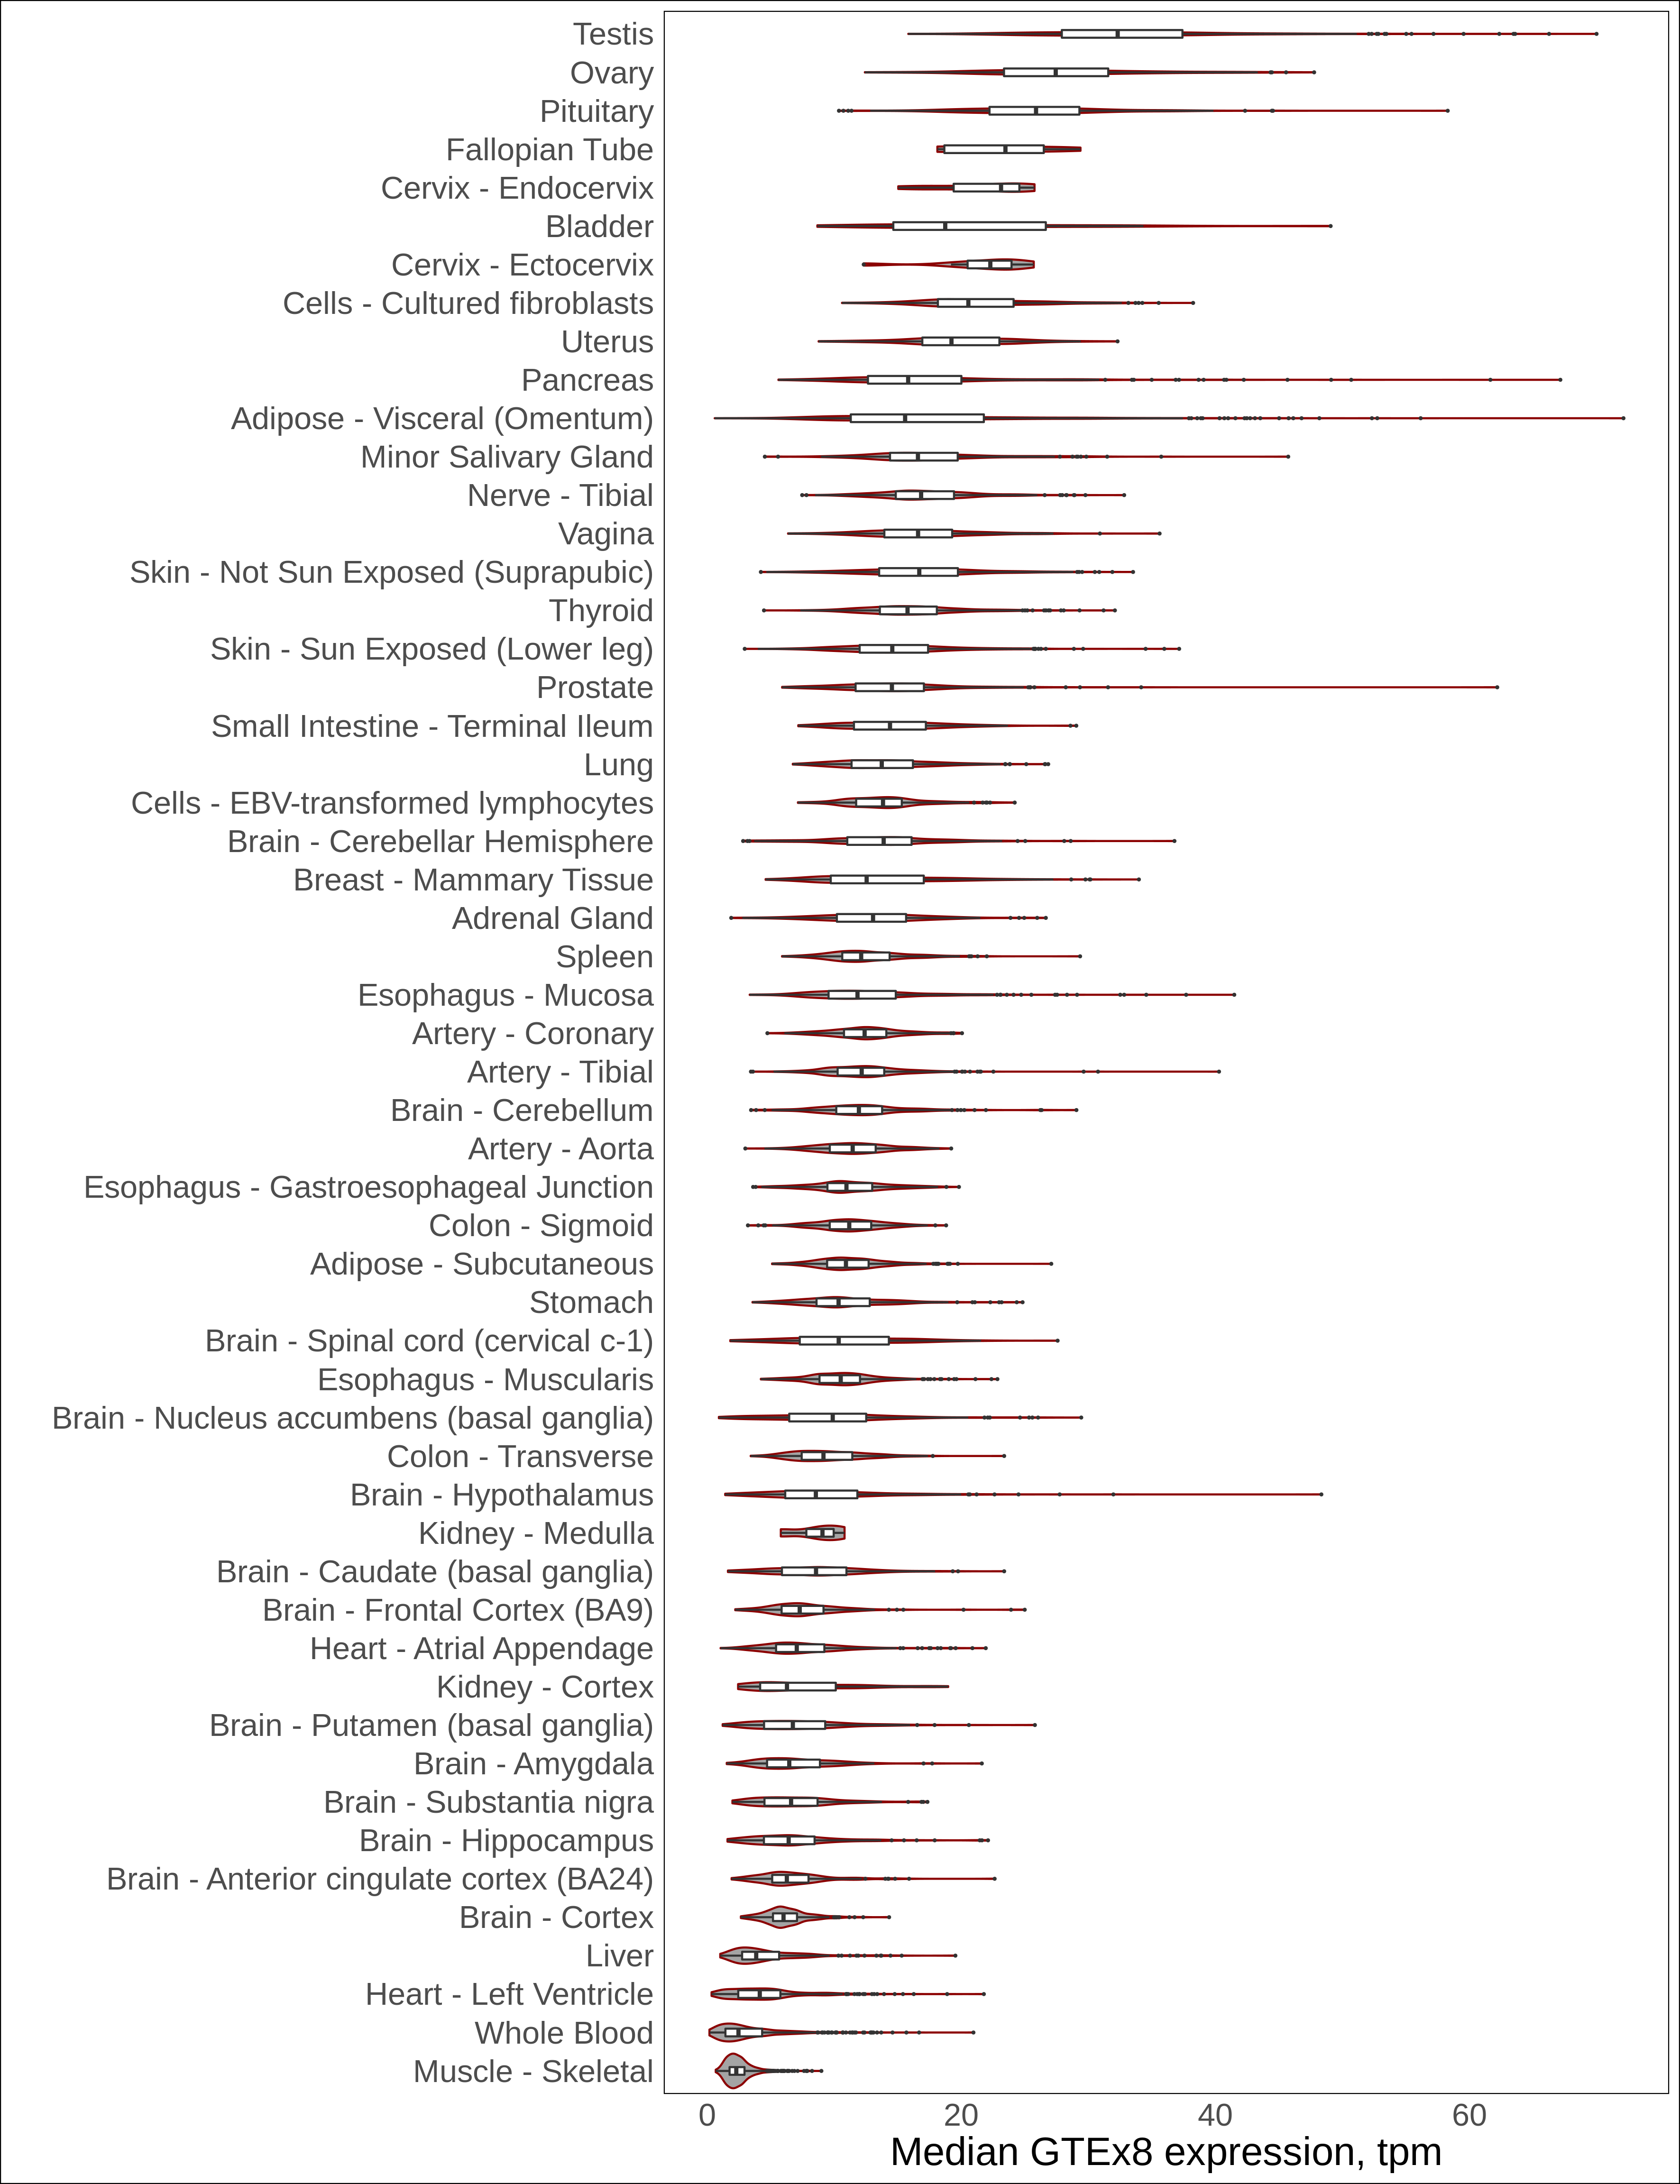 Testis
Ovary
Pituitary
Fallopian Tube
Cervix - Endocervix
Bladder
Cervix - Ectocervix
Cells - Cultured fibroblasts
Uterus
Pancreas
Adipose - Visceral (Omentum)
Minor Salivary Gland
Nerve - Tibial
Vagina
Skin - Not Sun Exposed (Suprapubic)
Thyroid
Skin - Sun Exposed (Lower leg)
Prostate
Small Intestine - Terminal Ileum
Lung
Cells - EBV-transformed lymphocytes
Brain - Cerebellar Hemisphere
Breast - Mammary Tissue
Adrenal Gland
Spleen
Esophagus - Mucosa
Artery - Coronary
Artery - Tibial
Brain - Cerebellum
Artery - Aorta
Esophagus - Gastroesophageal Junction
Colon - Sigmoid
Adipose - Subcutaneous
Stomach
Brain - Spinal cord (cervical c-1)
Esophagus - Muscularis
Brain - Nucleus accumbens (basal ganglia)
Colon - Transverse
Brain - Hypothalamus
Kidney - Medulla
Brain - Caudate (basal ganglia)
Brain - Frontal Cortex (BA9)
Heart - Atrial Appendage
Kidney - Cortex
Brain - Putamen (basal ganglia)
Brain - Amygdala
Brain - Substantia nigra
Brain - Hippocampus
Brain - Anterior cingulate cortex (BA24)
Brain - Cortex
Liver
Heart - Left Ventricle
Whole Blood
Muscle - Skeletal
0 20 40 60
Median GTEx8 expression, tpm